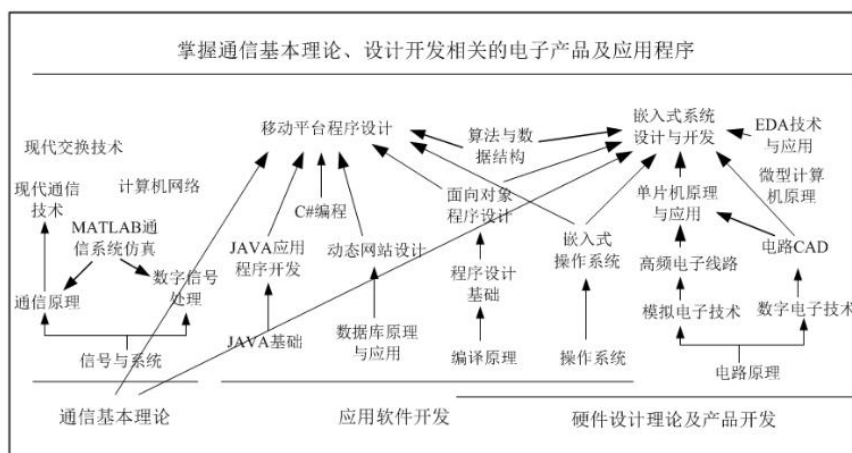 掌握通信基本理论、设计开发相关的电子产品及应用程序
移动平台程序设计
算法与数
据结构
嵌入式系统
设计与开发
EDA技术
与应用
现代交换技术
现代通信
技术
计算机网络
C#编程
面向对象
程序设计
单片机原理
与应用
微型计算
机原理
MATLAB通
信系统仿真
JAVA应用
程序开发
动态网站设计
嵌入式
操作系统
电路CAD
通信原理
数字信号
处理
程序设计
基础
高频电子线路
模拟电子技术
数字电子技术
信号与系统
JAVA基础
数据库原理
与应用
编译原理
操作系统
电路原理
通信基本理论
应用软件开发
硬件设计理论及产品开发